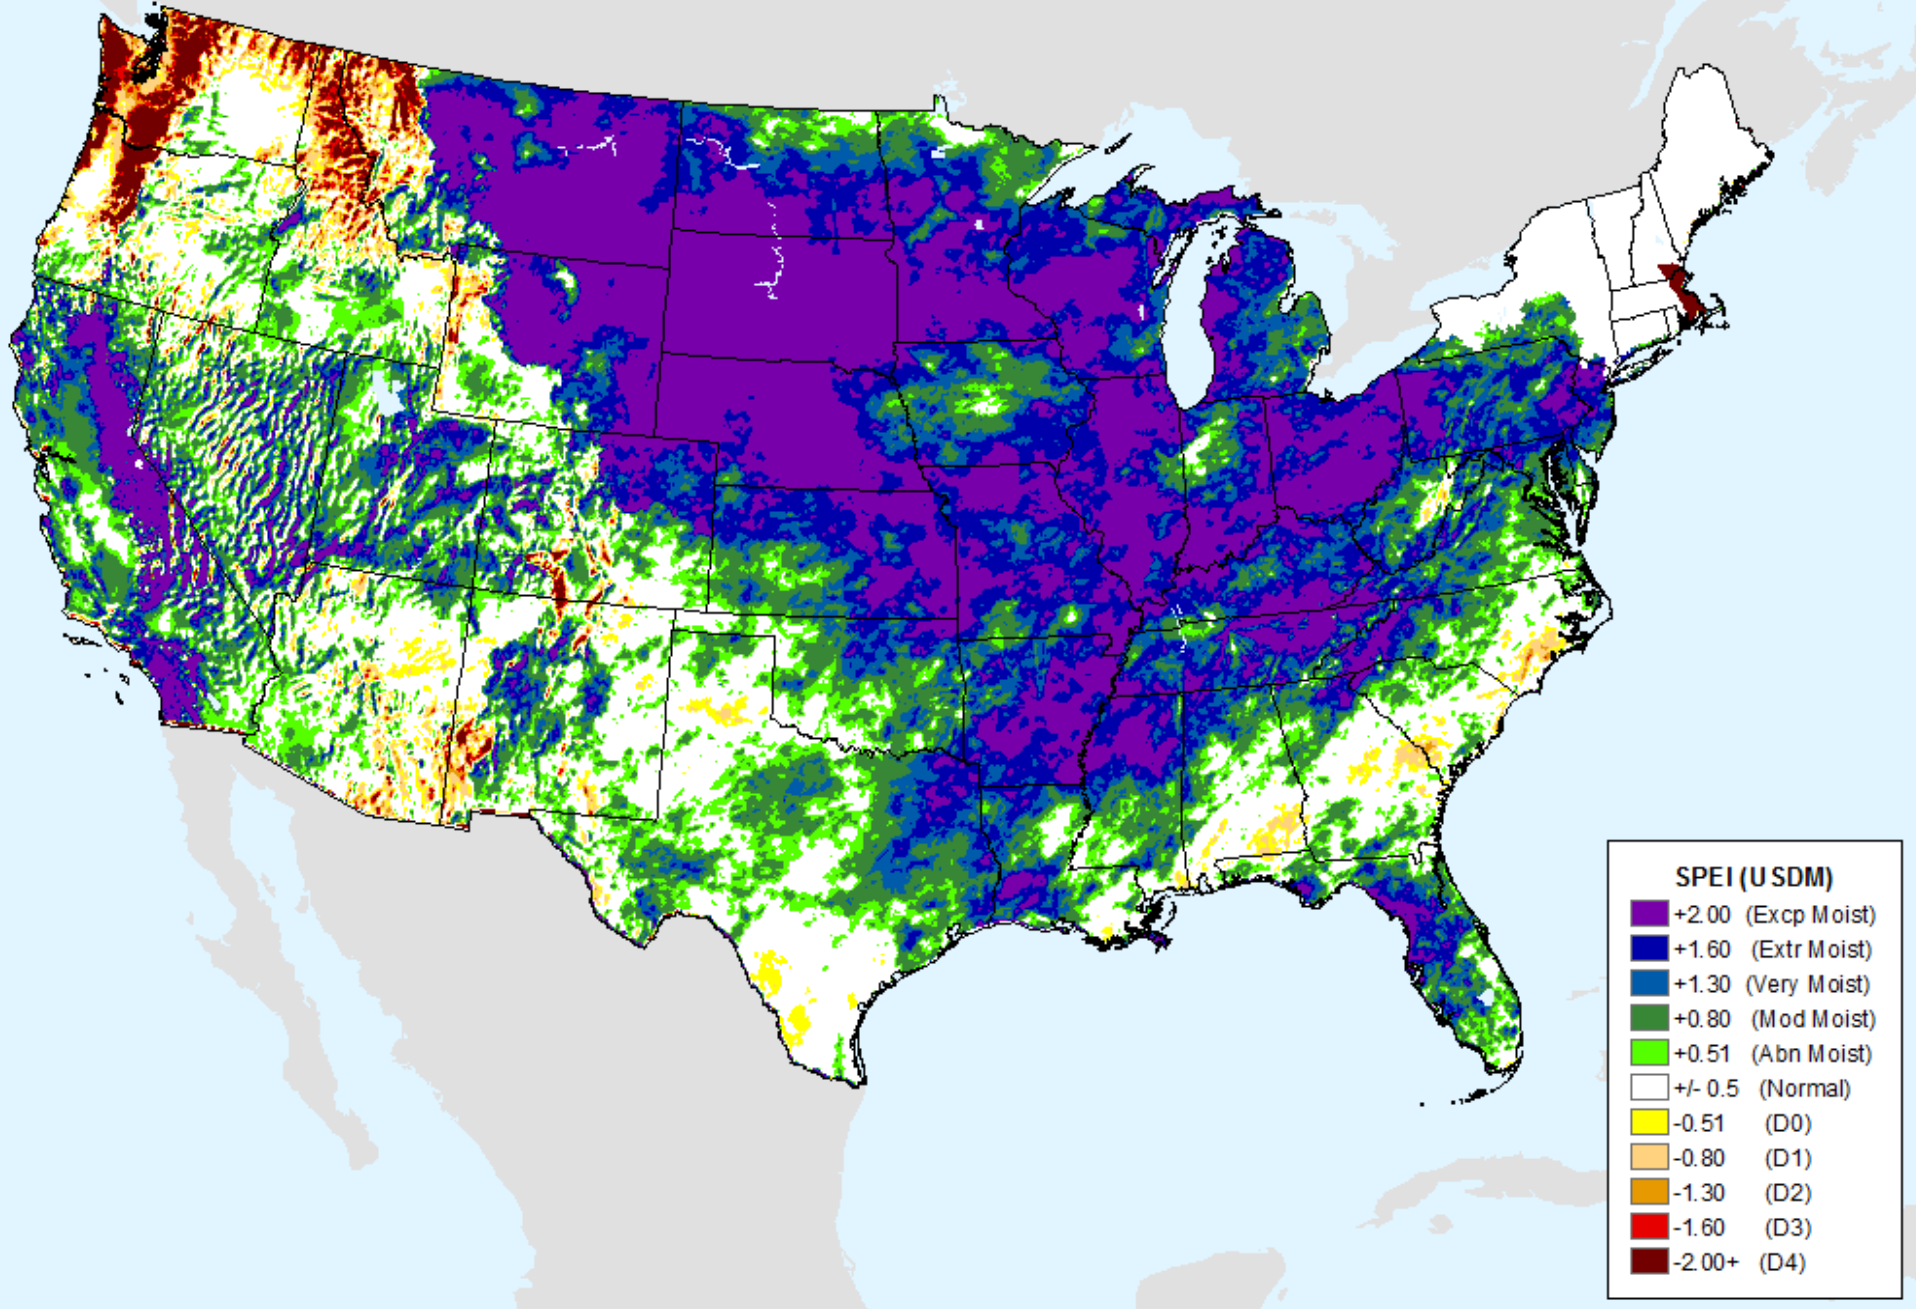 SPEI (USDM)
+2.00 (Excp Moist)
+1.60 (Extr Moist)
+1.30 (Very Moist)
+0.80 (Mod Moist)
+0.51 (Abn Moist)
+/- 0.5 (Normal)
-0.51 (D0)
-0.80 (D1)
-1.30 (D2)
-1.60 (D3)
-2.00+ (D4)